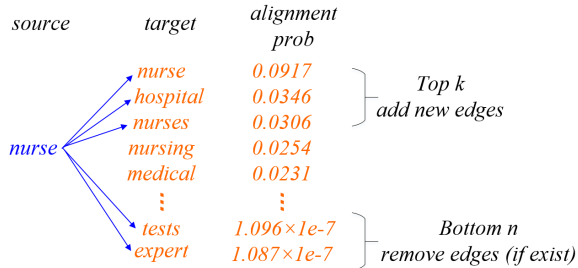 source target alignment prob
nurse 0.0917
hospital 0.0346
nurses 0.0306
Top k
add new edges
nurse nursing 0.0254
medical 0.0231
tests 1.096×1e-7
expert 1.087×1e-7
Bottom n
remove edges (if exist)